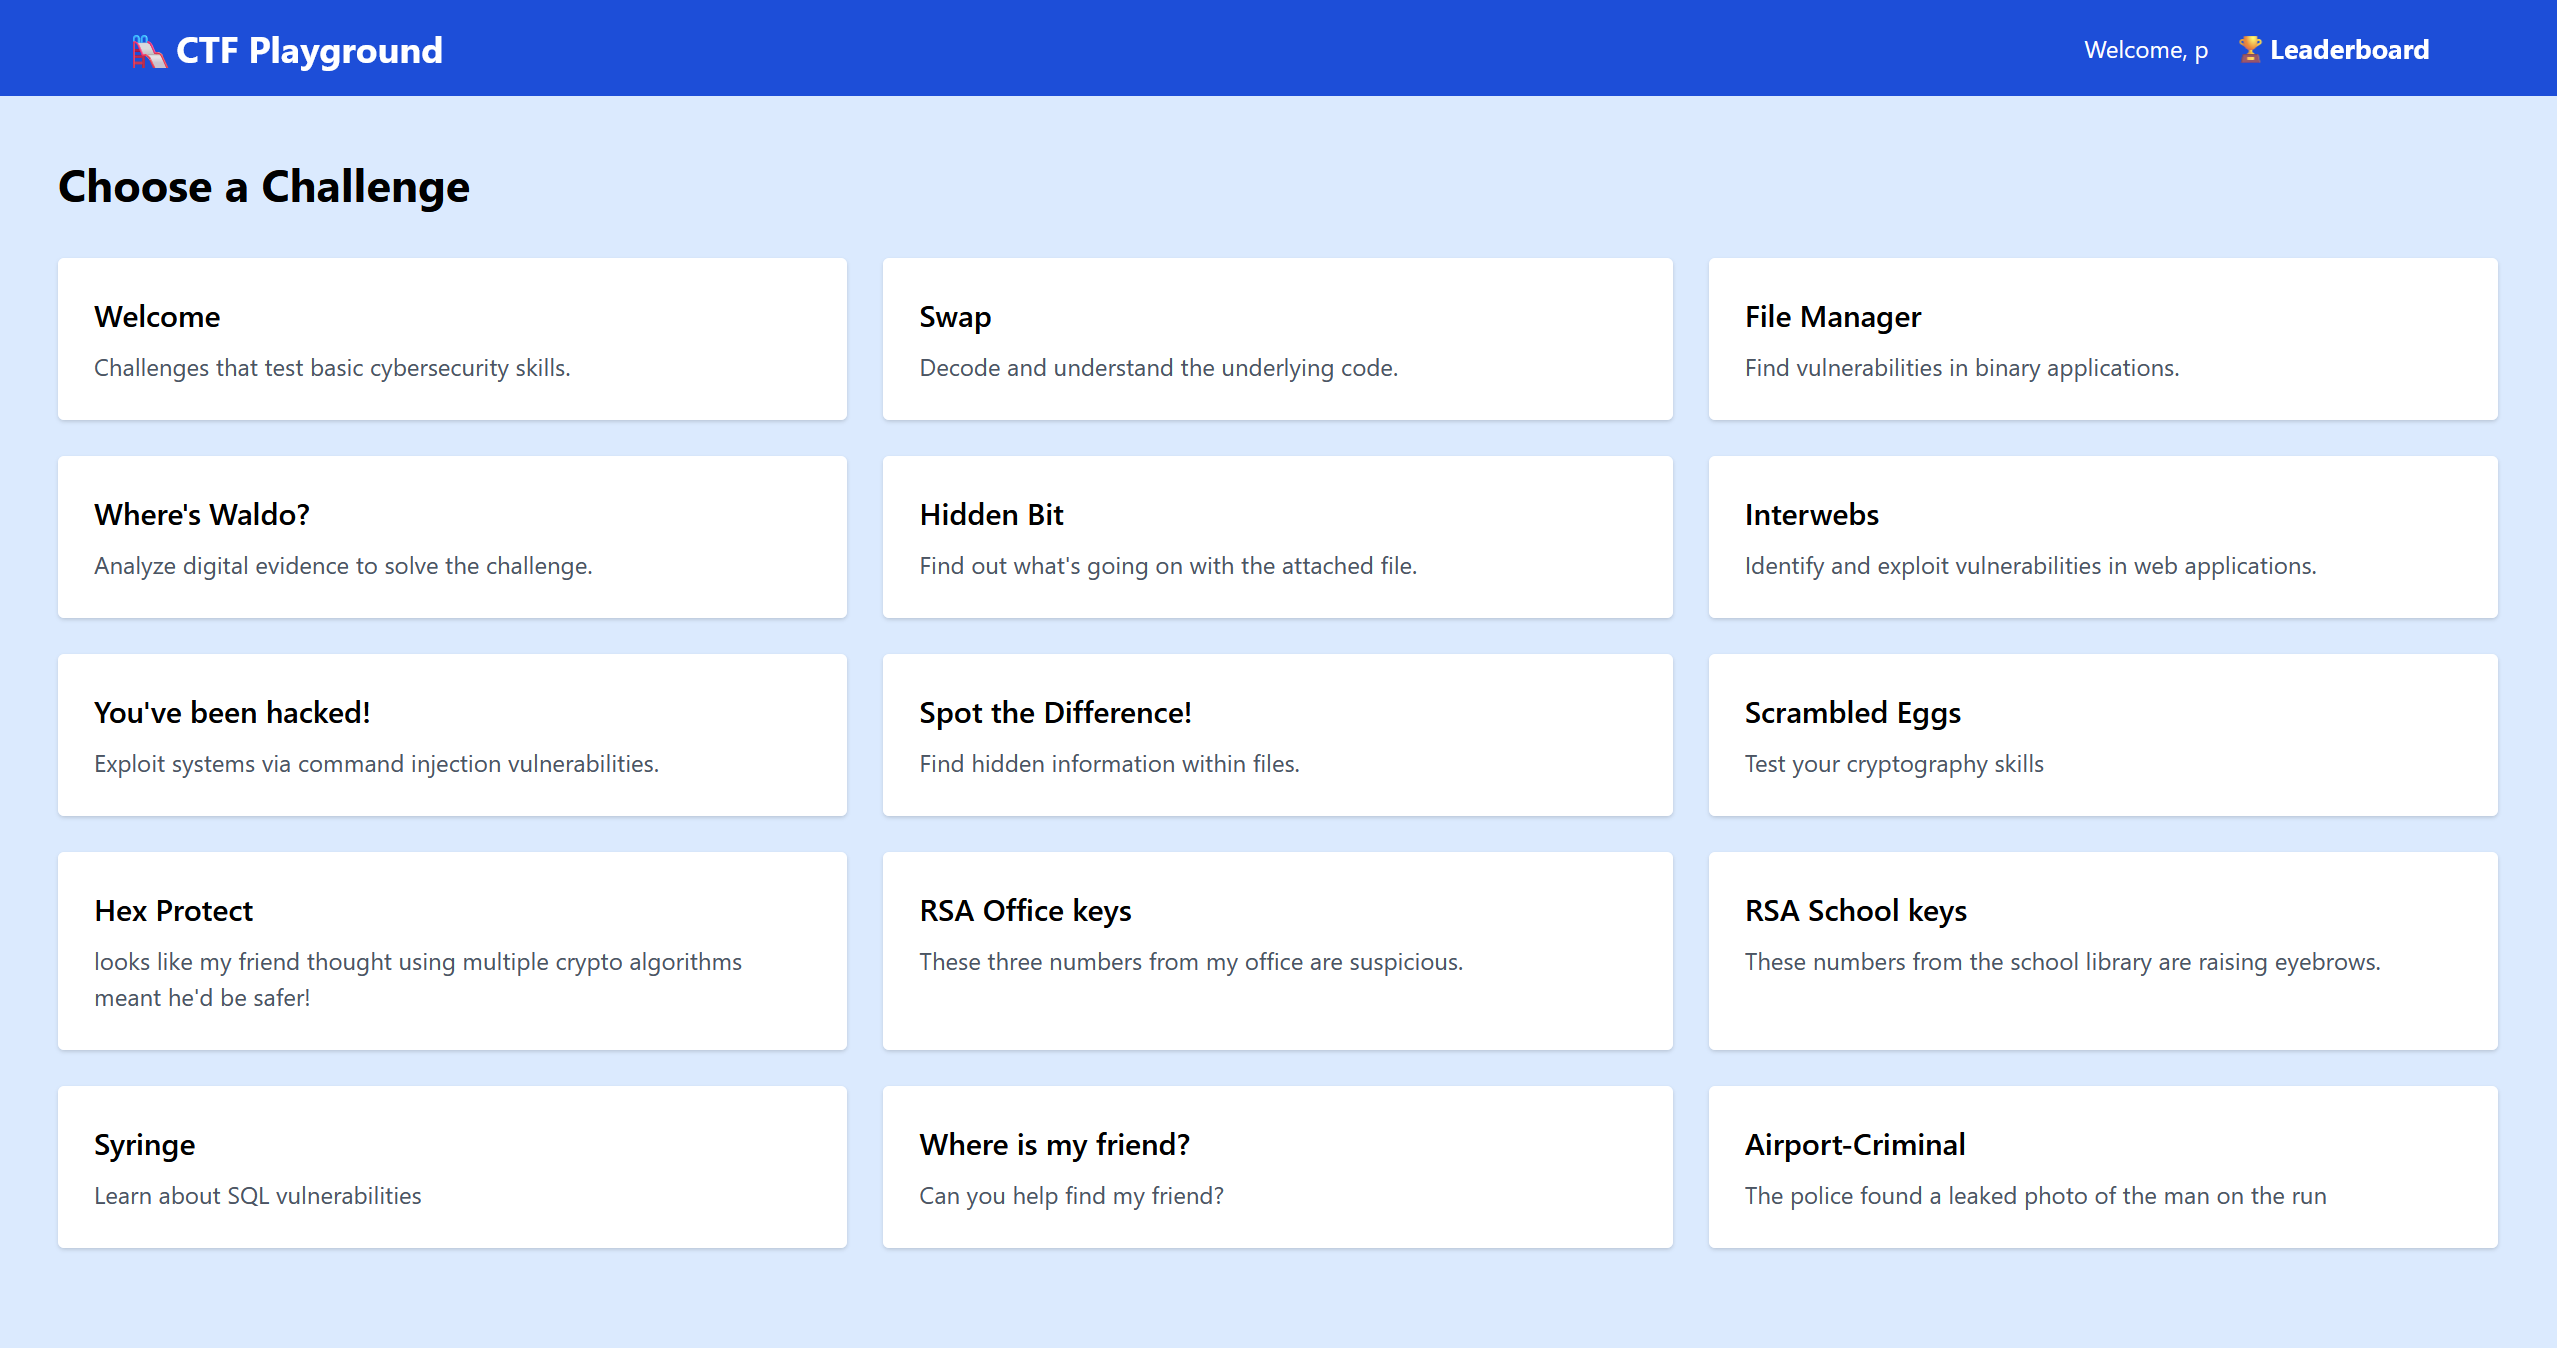 CTF Playground
Welcome, p
Leaderboard
Choose a Challenge
Welcome
Challenges that test basic cybersecurity skills.
Swap
Decode and understand the underlying code.
File Manager
Find vulnerabilities in binary applications.
Where's Waldo?
Analyze digital evidence to solve the challenge.
Hidden Bit
Find out what's going on with the attached file.
Interwebs
Identify and exploit vulnerabilities in web applications.
You've been hacked!
Exploit systems via command injection vulnerabilities.
Spot the Difference!
Find hidden information within files.
Scrambled Eggs
Test your cryptography skills
Hex Protect
looks like my friend thought using multiple crypto algorithms
meant he'd be safer!
RSA Office keys
These three numbers from my office are suspicious.
RSA School keys
These numbers from the school library are raising eyebrows.
Syringe
Learn about SQL vulnerabilities
Where is my friend?
Can you help find my friend?
Airport-Criminal
The police found a leaked photo of the man on the run